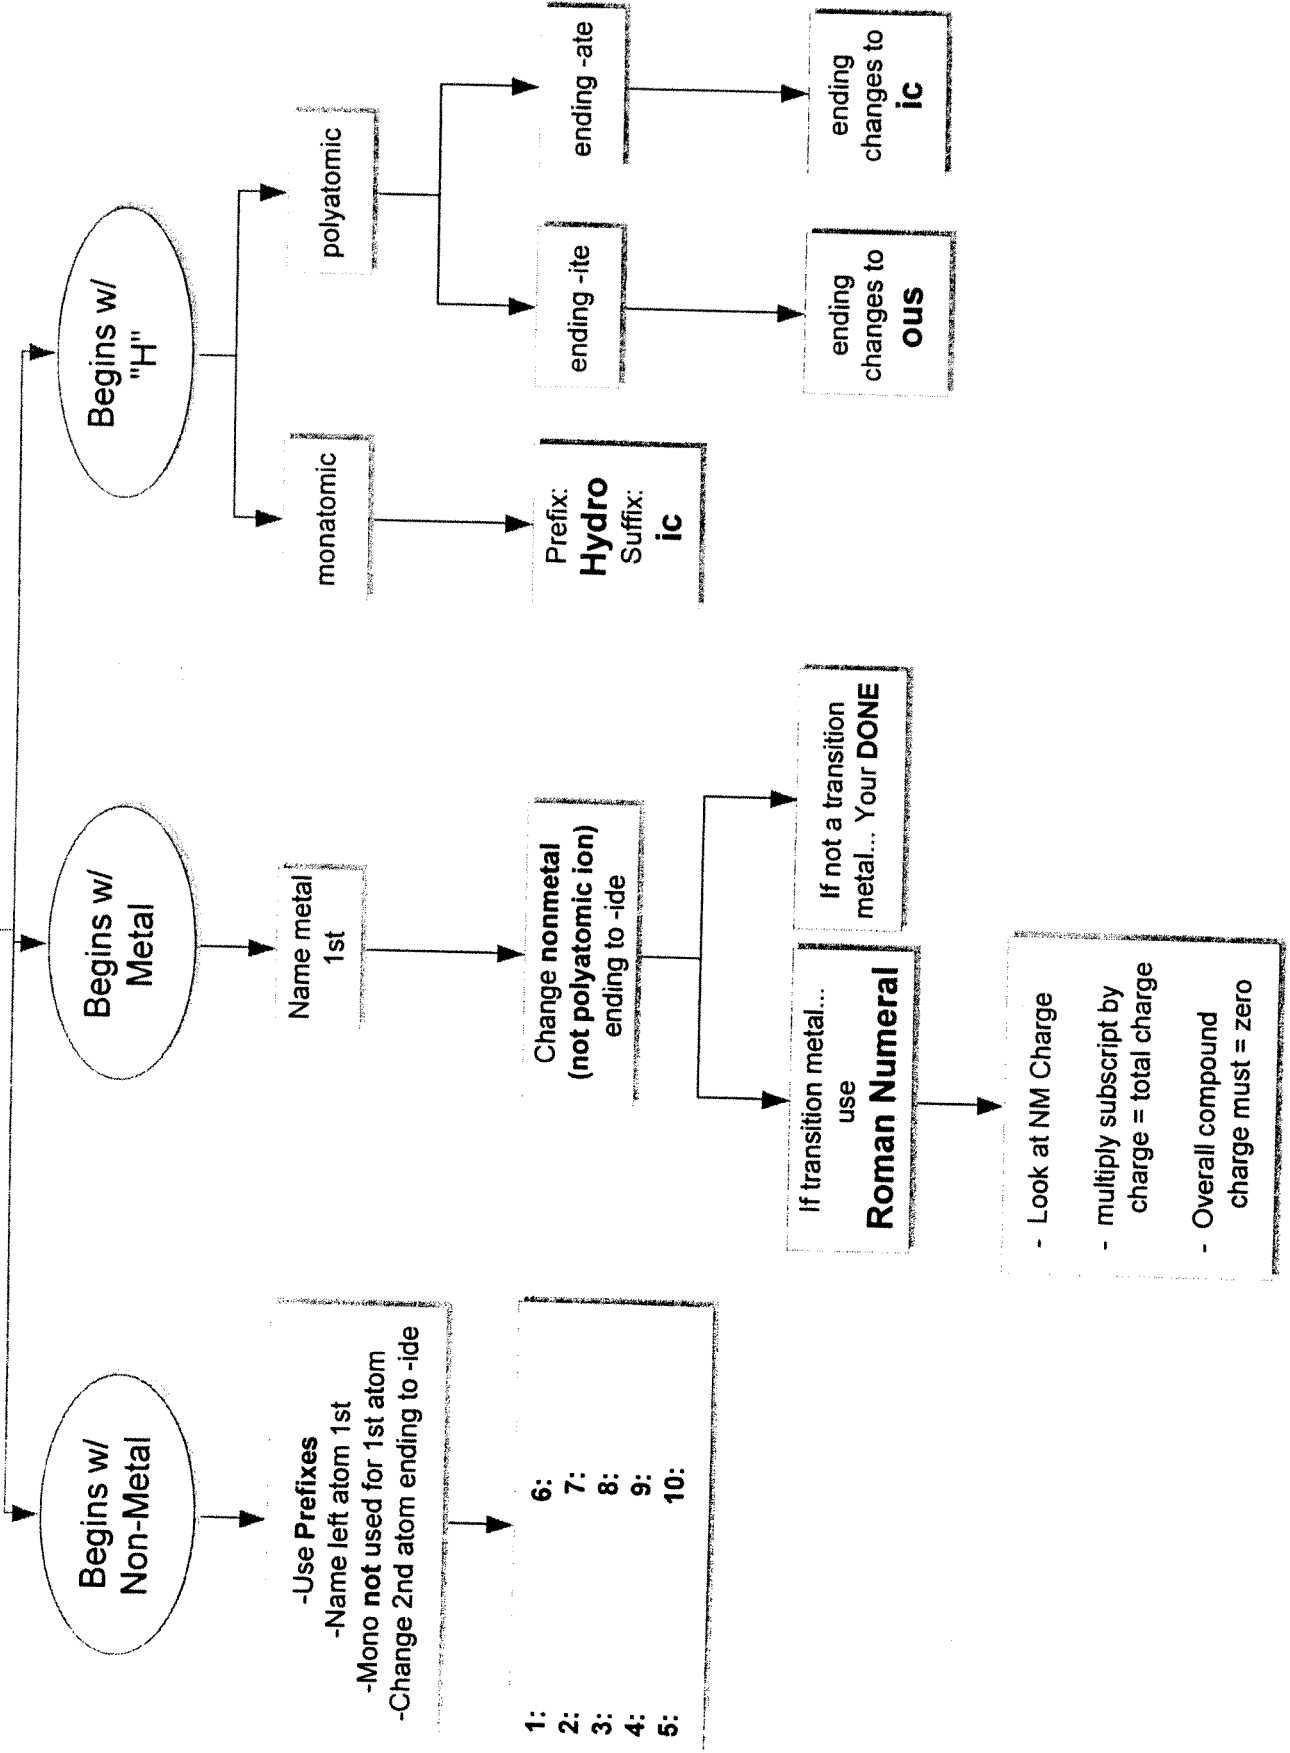 Begins w/
Non-Metal
-Use Prefixes
-Name left atom 1st
-Mono not used for 1st atom
-Change 2nd atom ending to -ide
1:
2:
3:
4:
5:
6:
7:
8:
9:
10:
Begins w/
Metal
Name metal
1st
Change nonmetal
(not polyatomic ion)
ending to -ide
If transition metal...
use
Roman Numeral
- Look at NM Charge
- multiply subscript by
charge = total charge
- Overall compound
charge must = zero
If not a transition
metal... Your DONE
Begins w/
"H"
monatomic
Prefix:
Hydro
Suffix:
ic
polyatomic
ending -ite
ending
changes to
ous
ending -ate
ending
changes to
ic